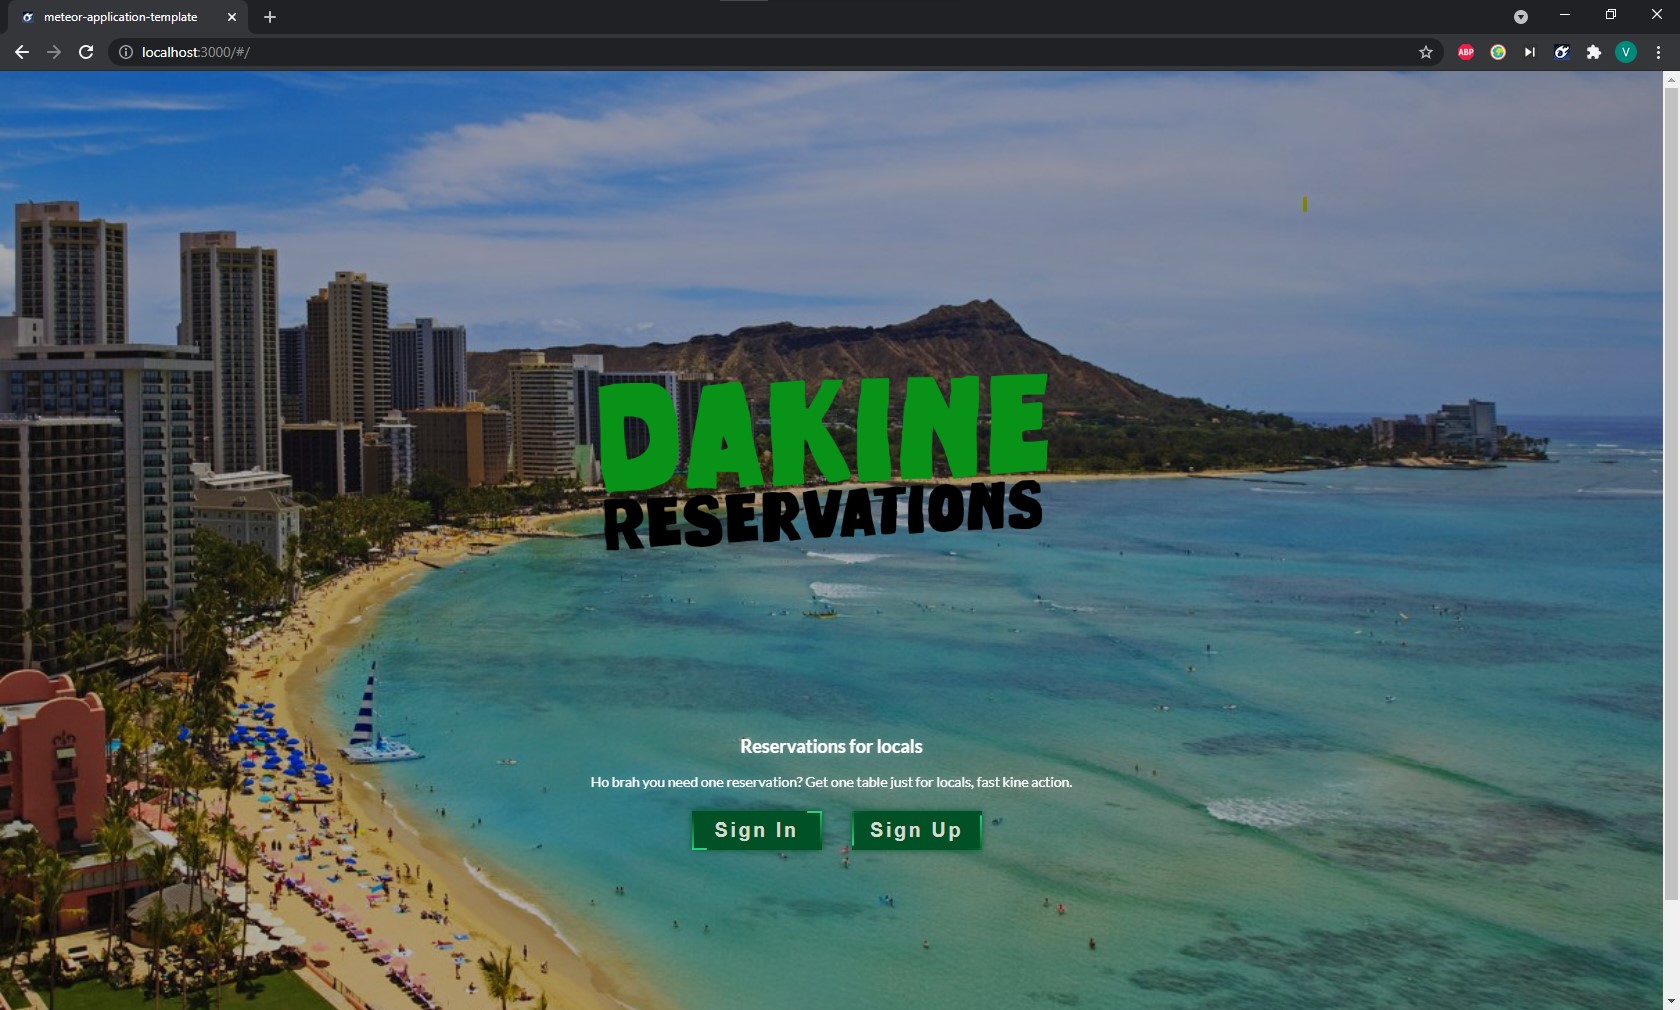 meteor-application-template
localhost:3000/#/
ABP
V
DAKINE
RESERVATIONS
Reservations for locals
Ho brah you need one reservation? Get one table just for locals, fast kine action.
Sign In
Sign Up